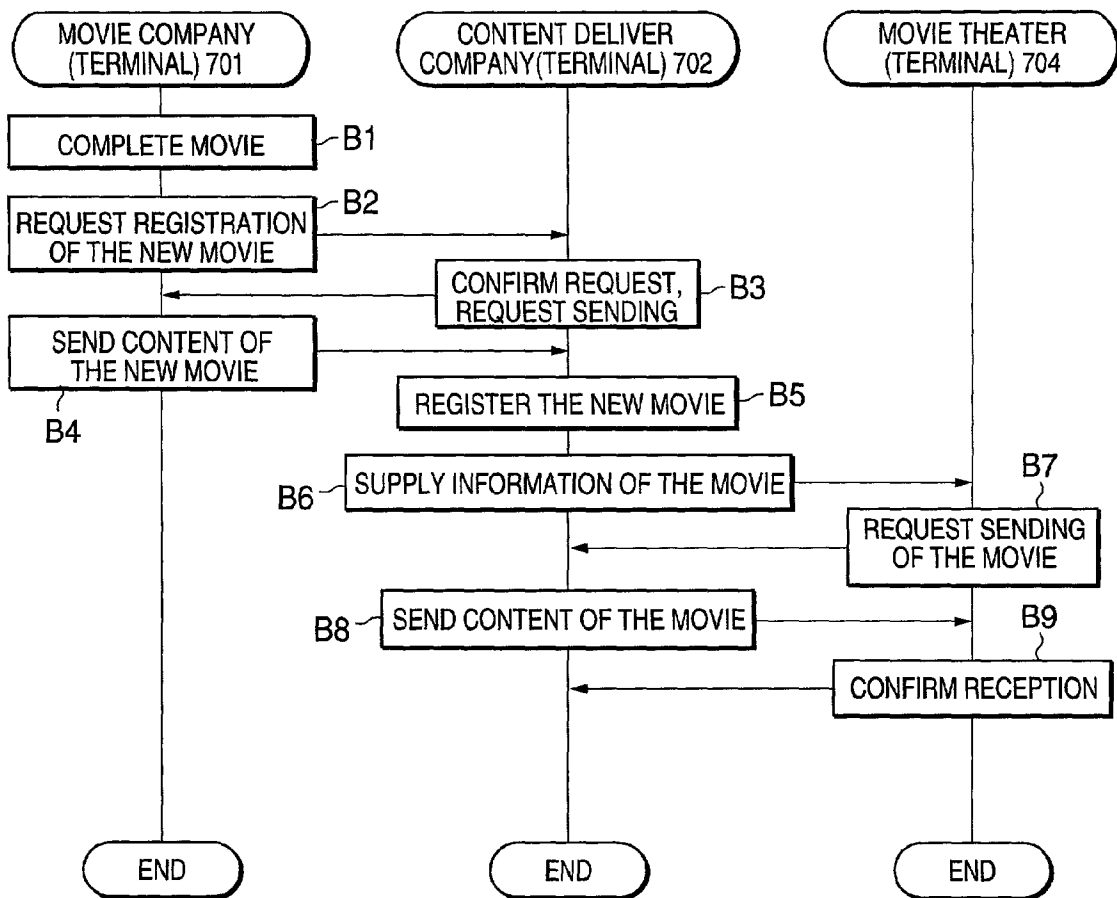 MOVIE COMPANY
(TERMINAL) 701
CONTENT DELIVER
COMPANY(TERMINAL) 702
MOVIE THEATER
(TERMINAL) 704
COMPLETE MOVIE
B1
REQUEST REGISTRATION
OF THE NEW MOVIE
B2
CONFIRM REQUEST,
REQUEST SENDING
B3
SEND CONTENT OF
THE NEW MOVIE
B4
REGISTER THE NEW MOVIE
B5
SUPPLY INFORMATION OF THE MOVIE
B6
B7
REQUEST SENDING
OF THE MOVIE
SEND CONTENT OF THE MOVIE
B8
B9
CONFIRM RECEPTION
END
END
END